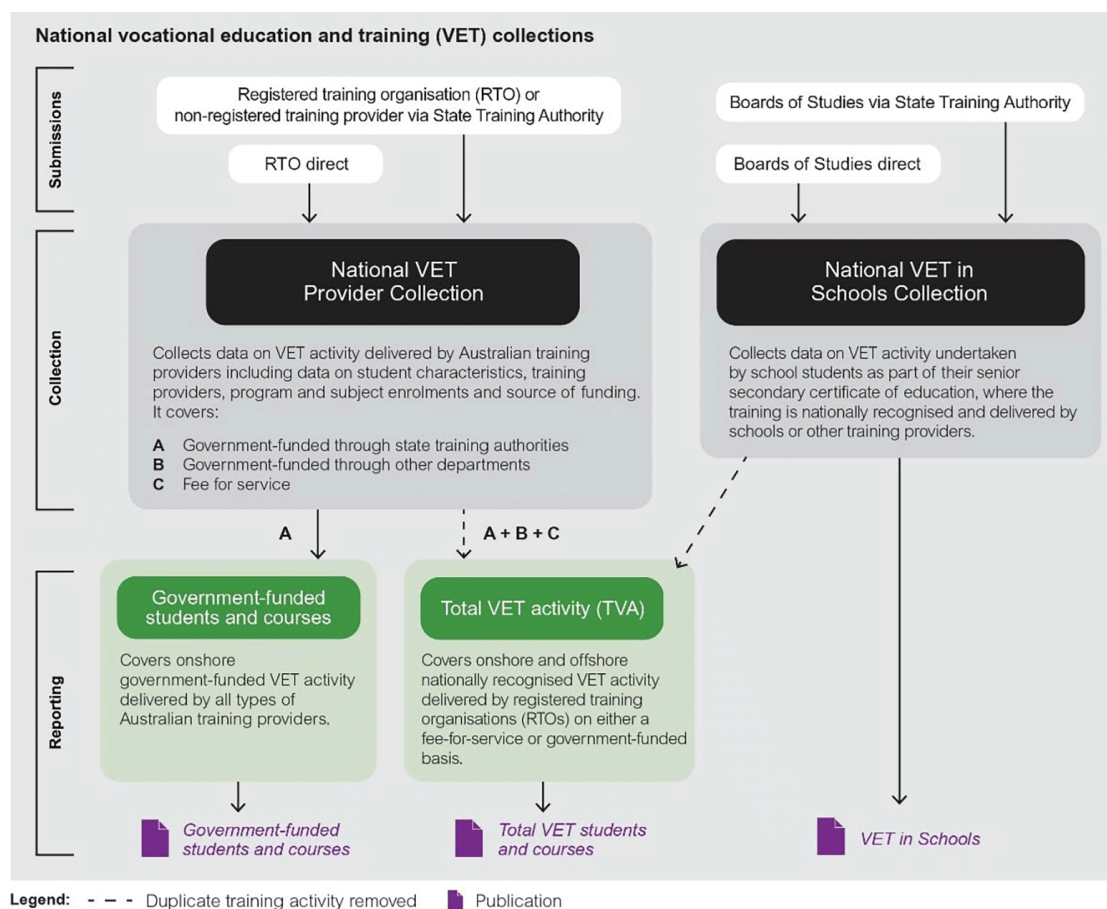 National vocational education and training (VET) collections
Submissions
Registered training organisation (RTO) or
non-registered training provider via State Training Authority
RTO direct
Boards of Studies via State Training Authority
Boards of Studies direct
Collection
National VET
Provider Collection
Collects data on VET activity delivered by Australian training
providers including data on student characteristics, training
providers, program and subject enrolments and source of funding.
It covers:
A Government-funded through state training authorities
B Government-funded through other departments
C Fee for service
National VET in
Schools Collection
Collects data on VET activity undertaken
by school students as part of their senior
secondary certificate of education, where the
training is nationally recognised and delivered by
schools or other training providers.
A
A + B + C
Reporting
Government-funded
students and courses
Covers onshore
government-funded VET activity
delivered by all types of
Australian training providers.
Total VET activity (TVA)
Covers onshore and offshore
nationally recognised VET activity
delivered by registered training
organisations (RTOs) on either a
fee-for-service or government-funded
basis.
Government-funded
students and courses
Total VET students
and courses
VET in Schools
Legend: Duplicate training activity removed Publication